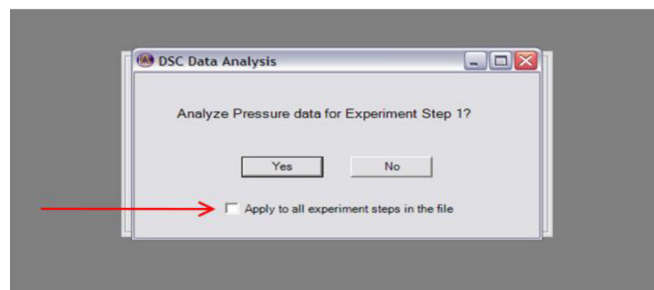 DSC Data Analysis
Analyze Pressure data for Experiment Step 1?
Yes No
Apply to all experiment steps in the file